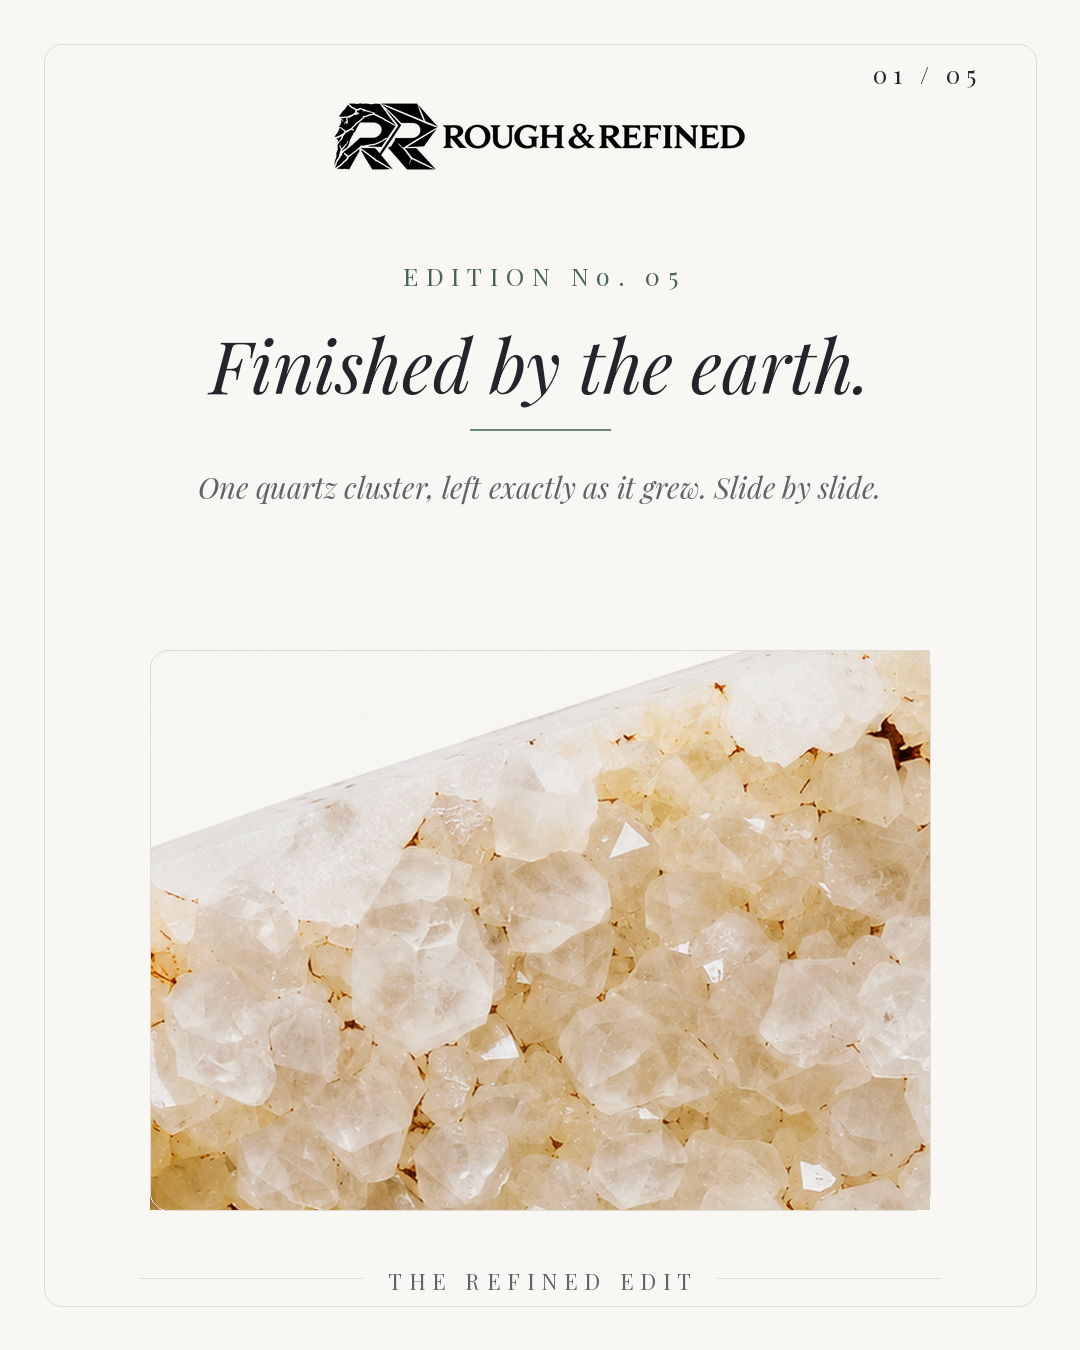 01 / 05
RR ROUGH & REFINED
EDITION No. 05
Finished by the earth.
One quartz cluster, left exactly as it grew. Slide by slide.
THE REFINED EDIT